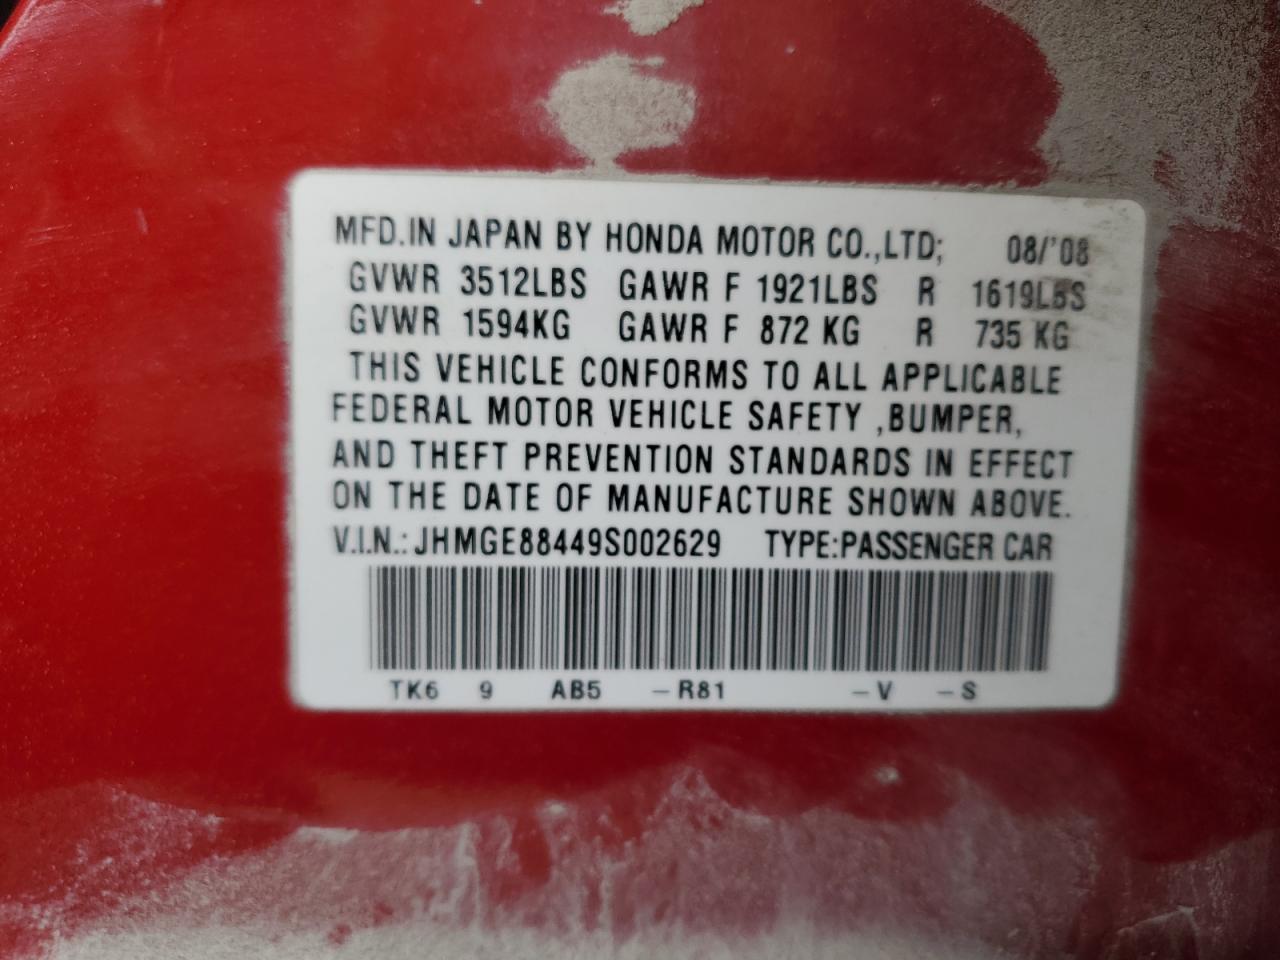 MFD.IN JAPAN BY HONDA MOTOR CO.,LTD; 08/'08
GVWR 3512LBS GAWR F 1921LBS R 1619LBS
GVWR 1594KG GAWR F 872 KG R 735 KG
THIS VEHICLE CONFORMS TO ALL APPLICABLE
FEDERAL MOTOR VEHICLE SAFETY ,BUMPER,
AND THEFT PREVENTION STANDARDS IN EFFECT
ON THE DATE OF MANUFACTURE SHOWN ABOVE.
V.I.N.:JHMGE88449S002629 TYPE:PASSENGER CAR
TK6 9 AB5 –R81 –V –S